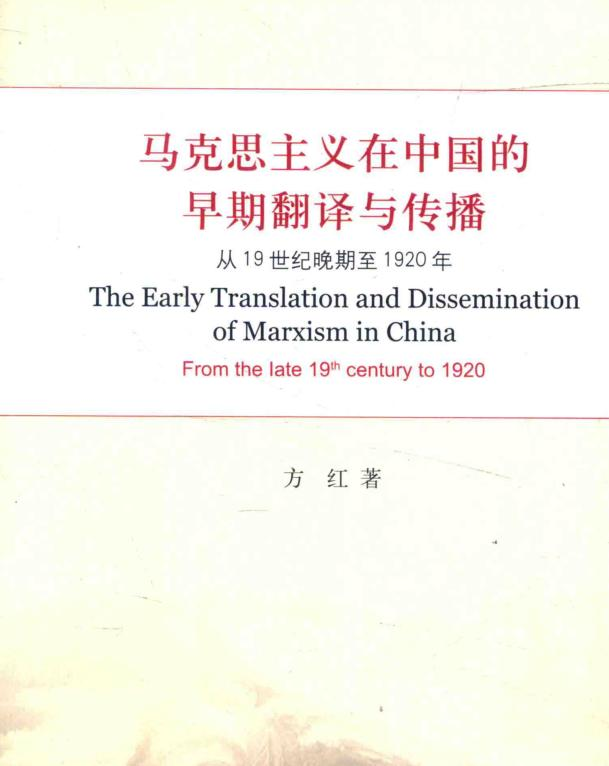 马克思主义在中国的
早期翻译与传播
从19世纪晚期至1920年
The Early Translation and Dissemination
of Marxism in China
From the late 19th century to 1920
方 红 著